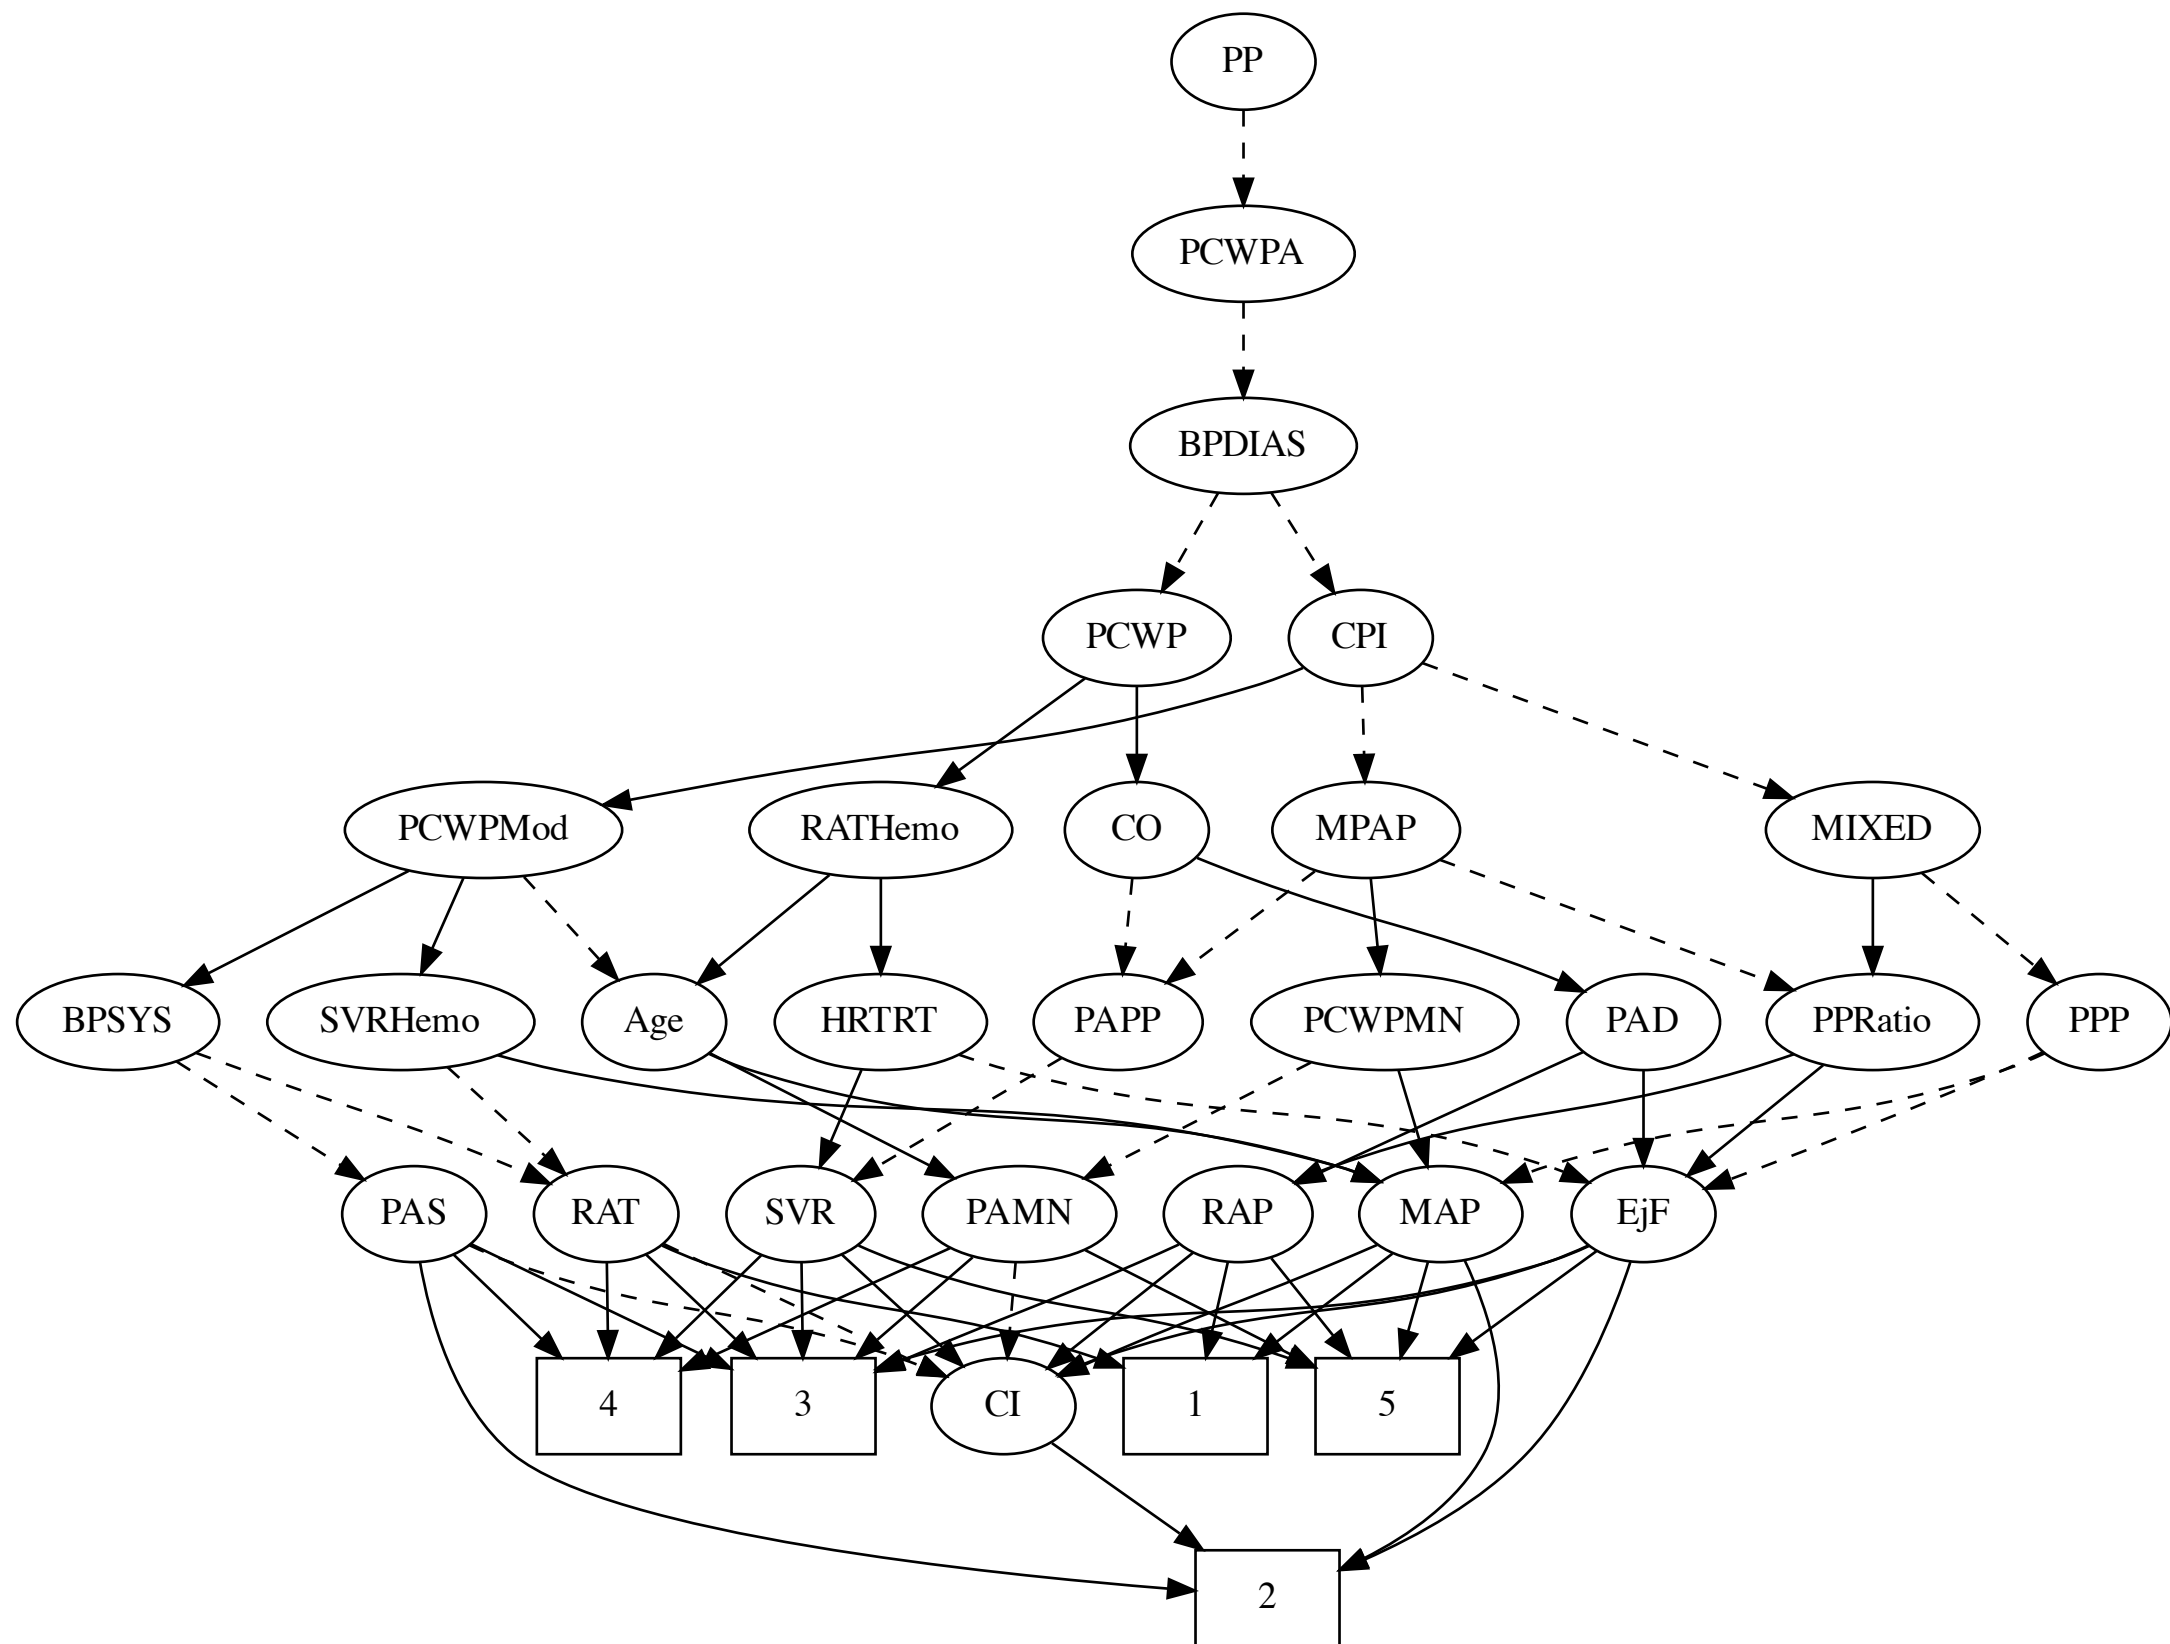 PP
PCWPA
BPDIAS
PCWP CPI
PCWPMod RATHemo CO MPAP MIXED
BPSYS SVRHemo Age HRTRT PAPP PCWPMN PAD PPRatio PPP
PAS RAT SVR PAMN RAP MAP EjF
4 3 CI 1 5
2